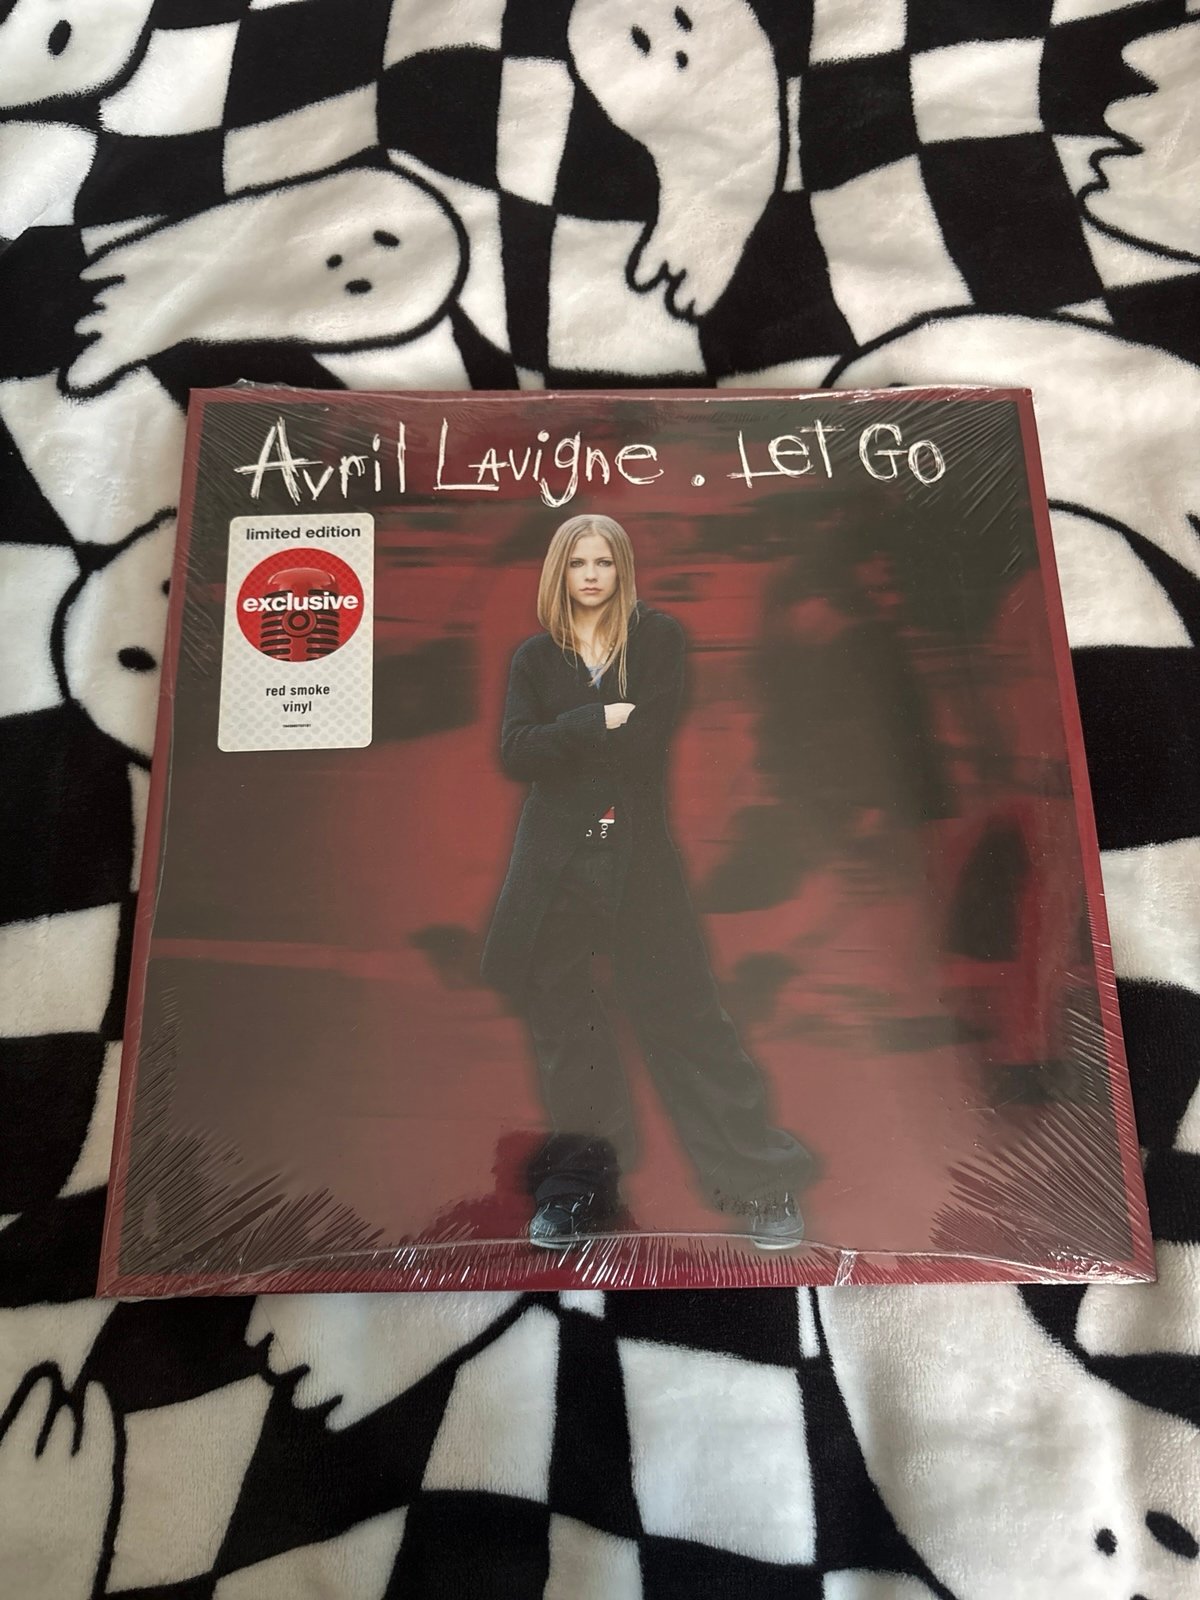 Avril Lavigne . Let Go
limited edition
exclusive
red smoke
vinyl